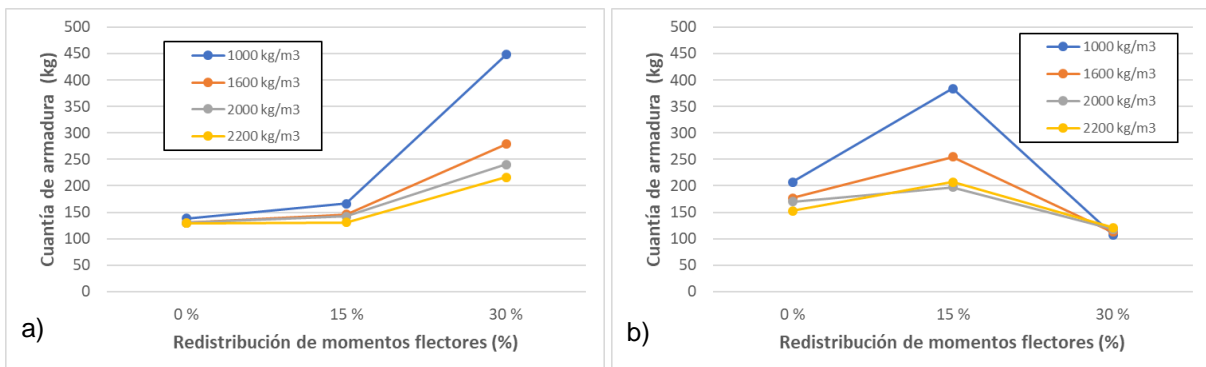 500
450
400
350
300
250
200
150
100
50
0
Cuantía de armadura (kg)
1000 kg/m3
1600 kg/m3
2000 kg/m3
2200 kg/m3
0 %
15 %
30 %
Redistribución de momentos flectores (%)
a)
500
450
400
350
300
250
200
150
100
50
0
Cuantía de armadura (kg)
1000 kg/m3
1600 kg/m3
2000 kg/m3
2200 kg/m3
0 %
15 %
30 %
Redistribución de momentos flectores (%)
b)